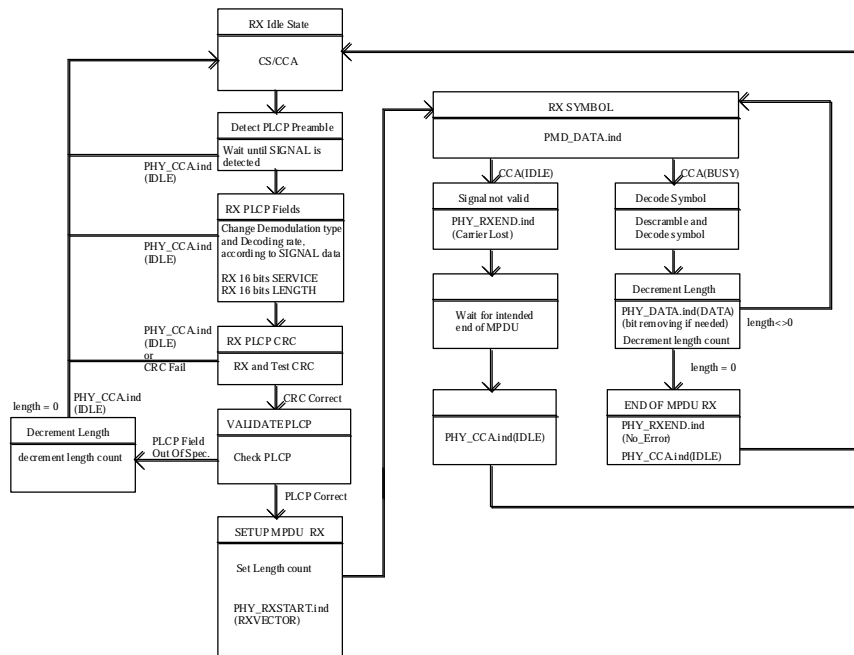 RX Idle State
CS/CCA
Detect PLCP Preamble
Wait until SIGNAL is
detected
PHY_CCA.ind
(IDLE)
RX PLCP Fields
Change Demodulation type
and Decoding rate,
according to SIGNAL data
RX 16 bits SERVICE
RX 16 bits LENGTH
PHY_CCA.ind
(IDLE)
PHY_CCA.ind
(IDLE)
or
CRC Fail
RX PLCP CRC
RX and Test CRC
CRC Correct
length = 0
PHY_CCA.ind
(IDLE)
Decrement Length
decrement length count
PLCP Field
Out Of Spec.
VALIDATE PLCP
Check PLCP
PLCP Correct
SETUP MPDU RX
Set Length count
PHY_RXSTART.ind
(RXVECTOR)
RX SYMBOL
PMD_DATA.ind
CCA(IDLE)
Signal not valid
PHY_RXEND.ind
(Carrier Lost)
Wait for intended
end of MPDU
PHY_CCA.ind(IDLE)
CCA(BUSY)
Decode Symbol
Descramble and
Decode symbol
Decrement Length
PHY_DATA.ind(DATA)
(bit removing if needed)
Decrement length count
length<>0
length = 0
END OF MPDU RX
PHY_RXEND.ind
(No_Error)
PHY_CCA.ind(IDLE)